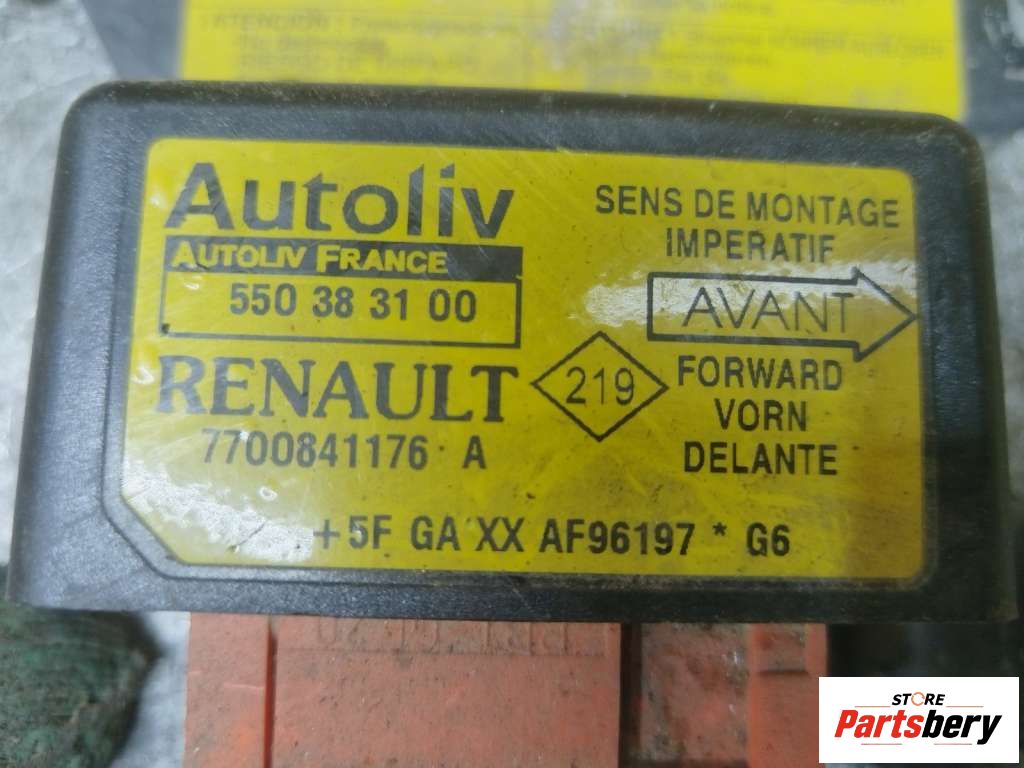 ATENCION
Autoliv
AUTOLIV FRANCE
550 38 31 00
SENS DE MONTAGE
IMPERATIF
AVANT
RENAULT
219
FORWARD
VORN
DELANTE
7700841176 A
+5F GA XX AF96197 * G6
STORE
Partsbery